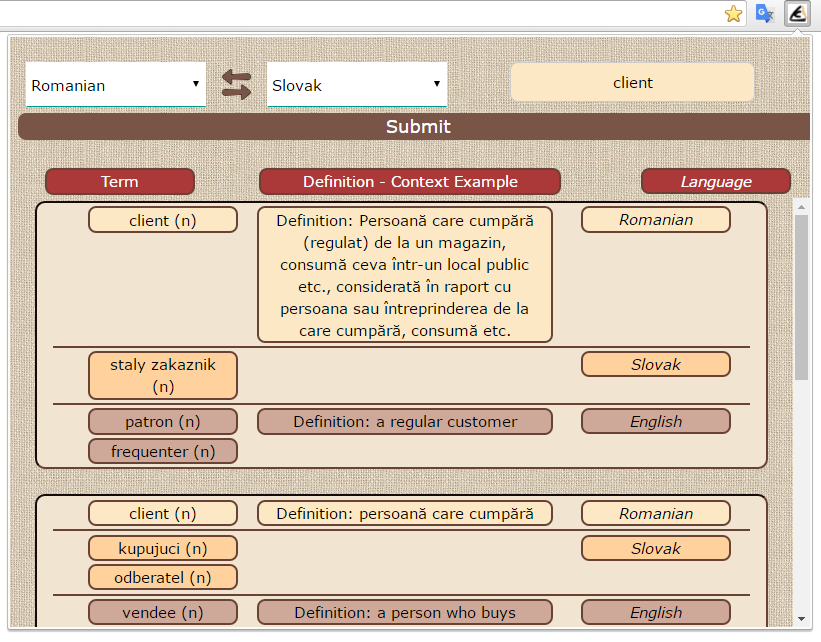 Romanian
Slovak
client
Submit
Term
Definition - Context Example
Language
client (n)
Definition: Persoană care cumpără
(regulat) de la un magazin,
consumă ceva într-un local public
etc., considerată în raport cu
persoana sau întreprinderea de la
care cumpără, consumă etc.
Romanian
staly zakaznik
(n)
Slovak
patron (n)
frequenter (n)
Definition: a regular customer
English
client (n)
Definition: persoană care cumpără
Romanian
kupujuci (n)
odberatel (n)
Slovak
vendee (n)
Definition: a person who buys
English